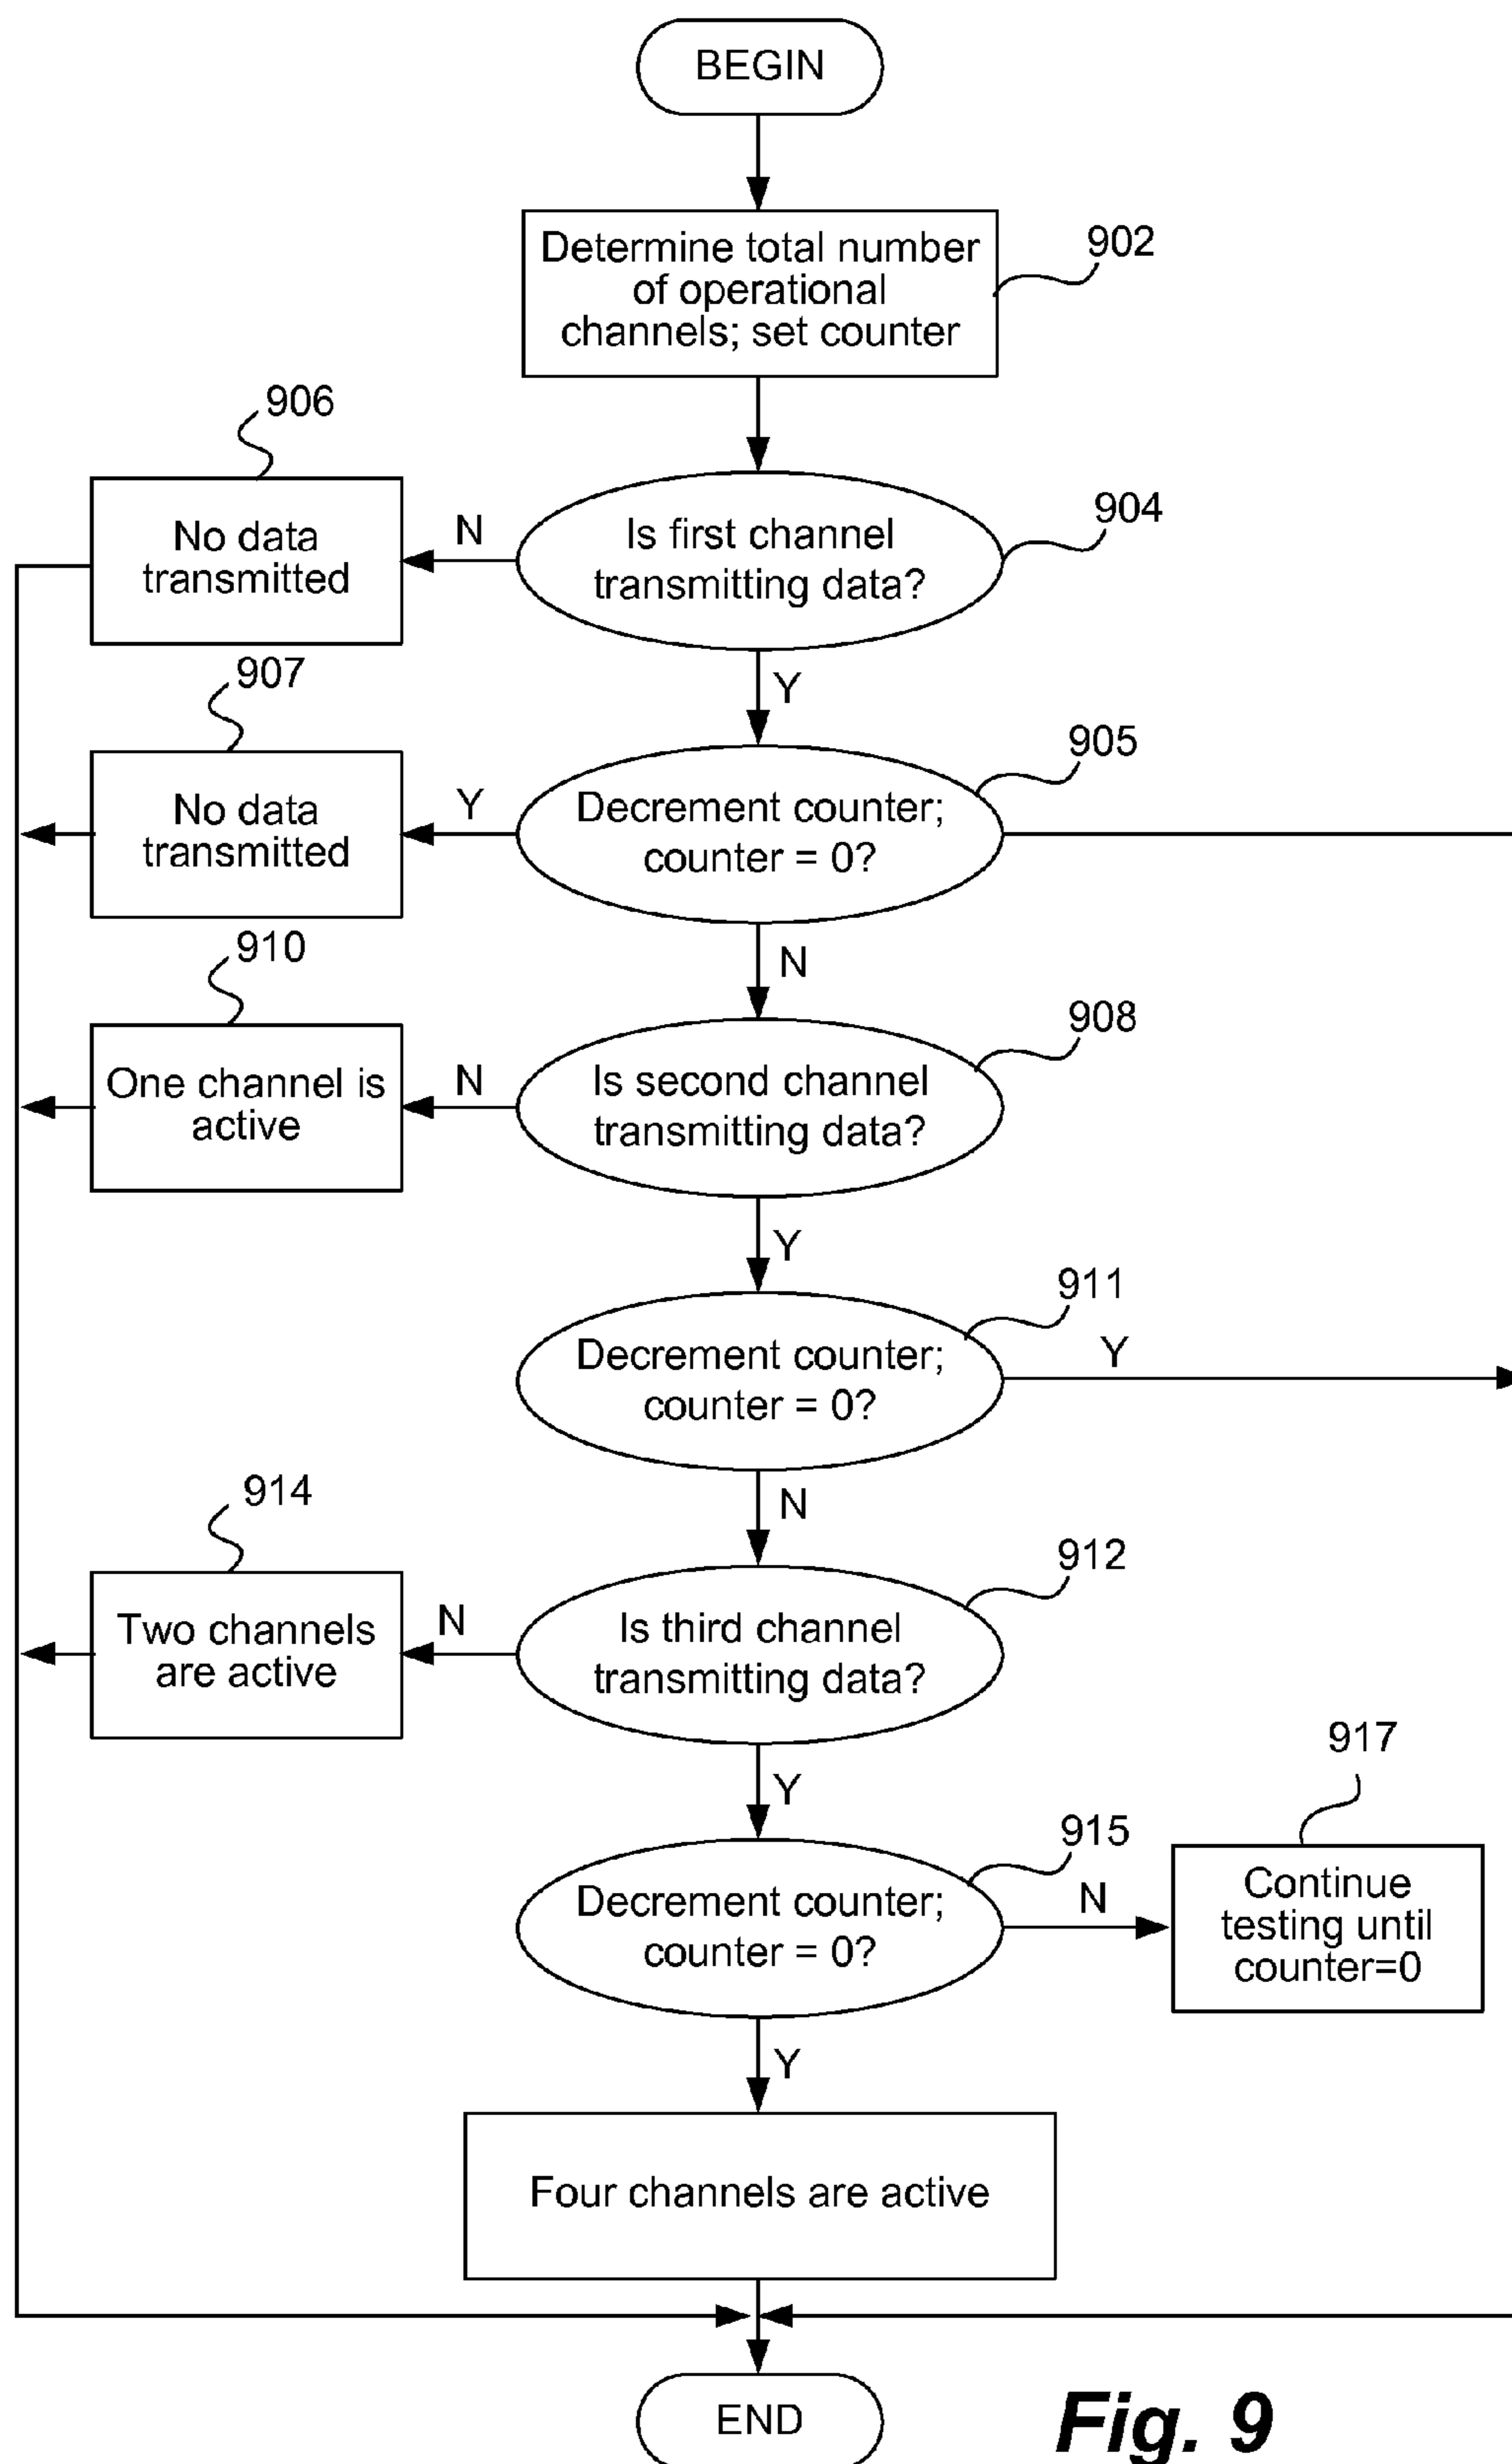 BEGIN
Determine total number
of operational
channels; set counter
902
906
No data
transmitted
N
Is first channel
transmitting data?
904
Y
907
No data
transmitted
Y
Decrement counter;
counter = 0?
905
N
910
One channel is
active
N
Is second channel
transmitting data?
908
Y
Decrement counter;
counter = 0?
911
Y
N
914
Two channels
are active
N
Is third channel
transmitting data?
912
Y
Decrement counter;
counter = 0?
915
N
917
Continue
testing until
counter=0
Y
Four channels are active
END
Fig. 9